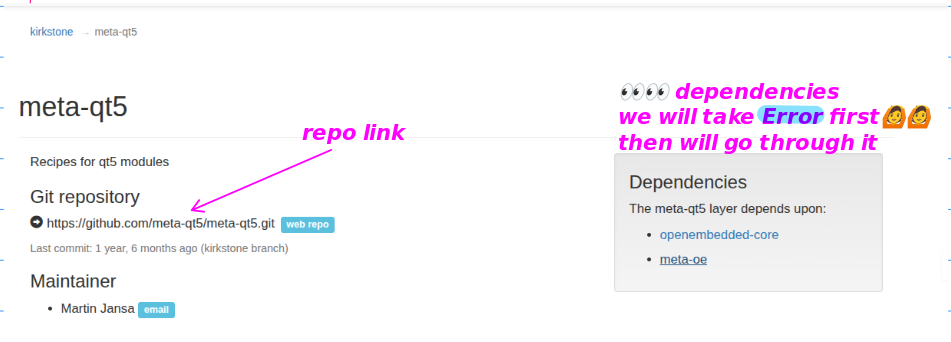 kirkstone → meta-qt5
👀👀 dependencies
we will take Error first🙆🙆
then will go through it
meta-qt5
repo link
Recipes for qt5 modules
Git repository
https://github.com/meta-qt5/meta-qt5.git web repo
Last commit: 1 year, 6 months ago (kirkstone branch)
Maintainer
• Martin Jansa email
Dependencies
The meta-qt5 layer depends upon:
• openembedded-core
• meta-oe